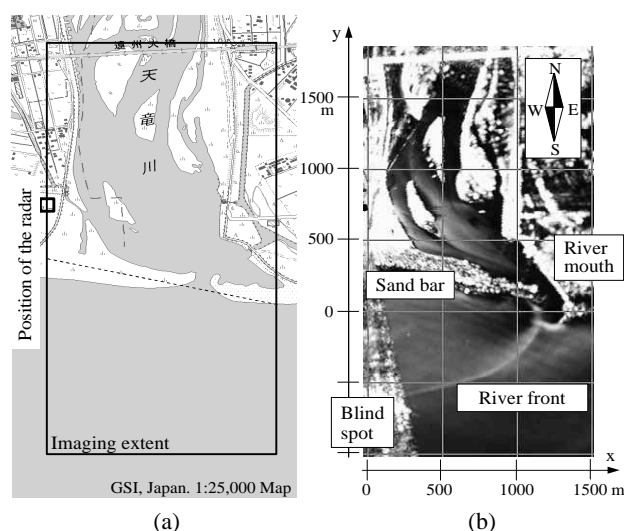 遠州大橋
天
竜
川
Position of the radar
Imaging extent
GSI, Japan. 1:25,000 Map
(a)
y
1500
m
1000
500
0
N
W E
S
River
mouth
Sand bar
River front
Blind
spot
x
0 500 1000 1500 m
(b)